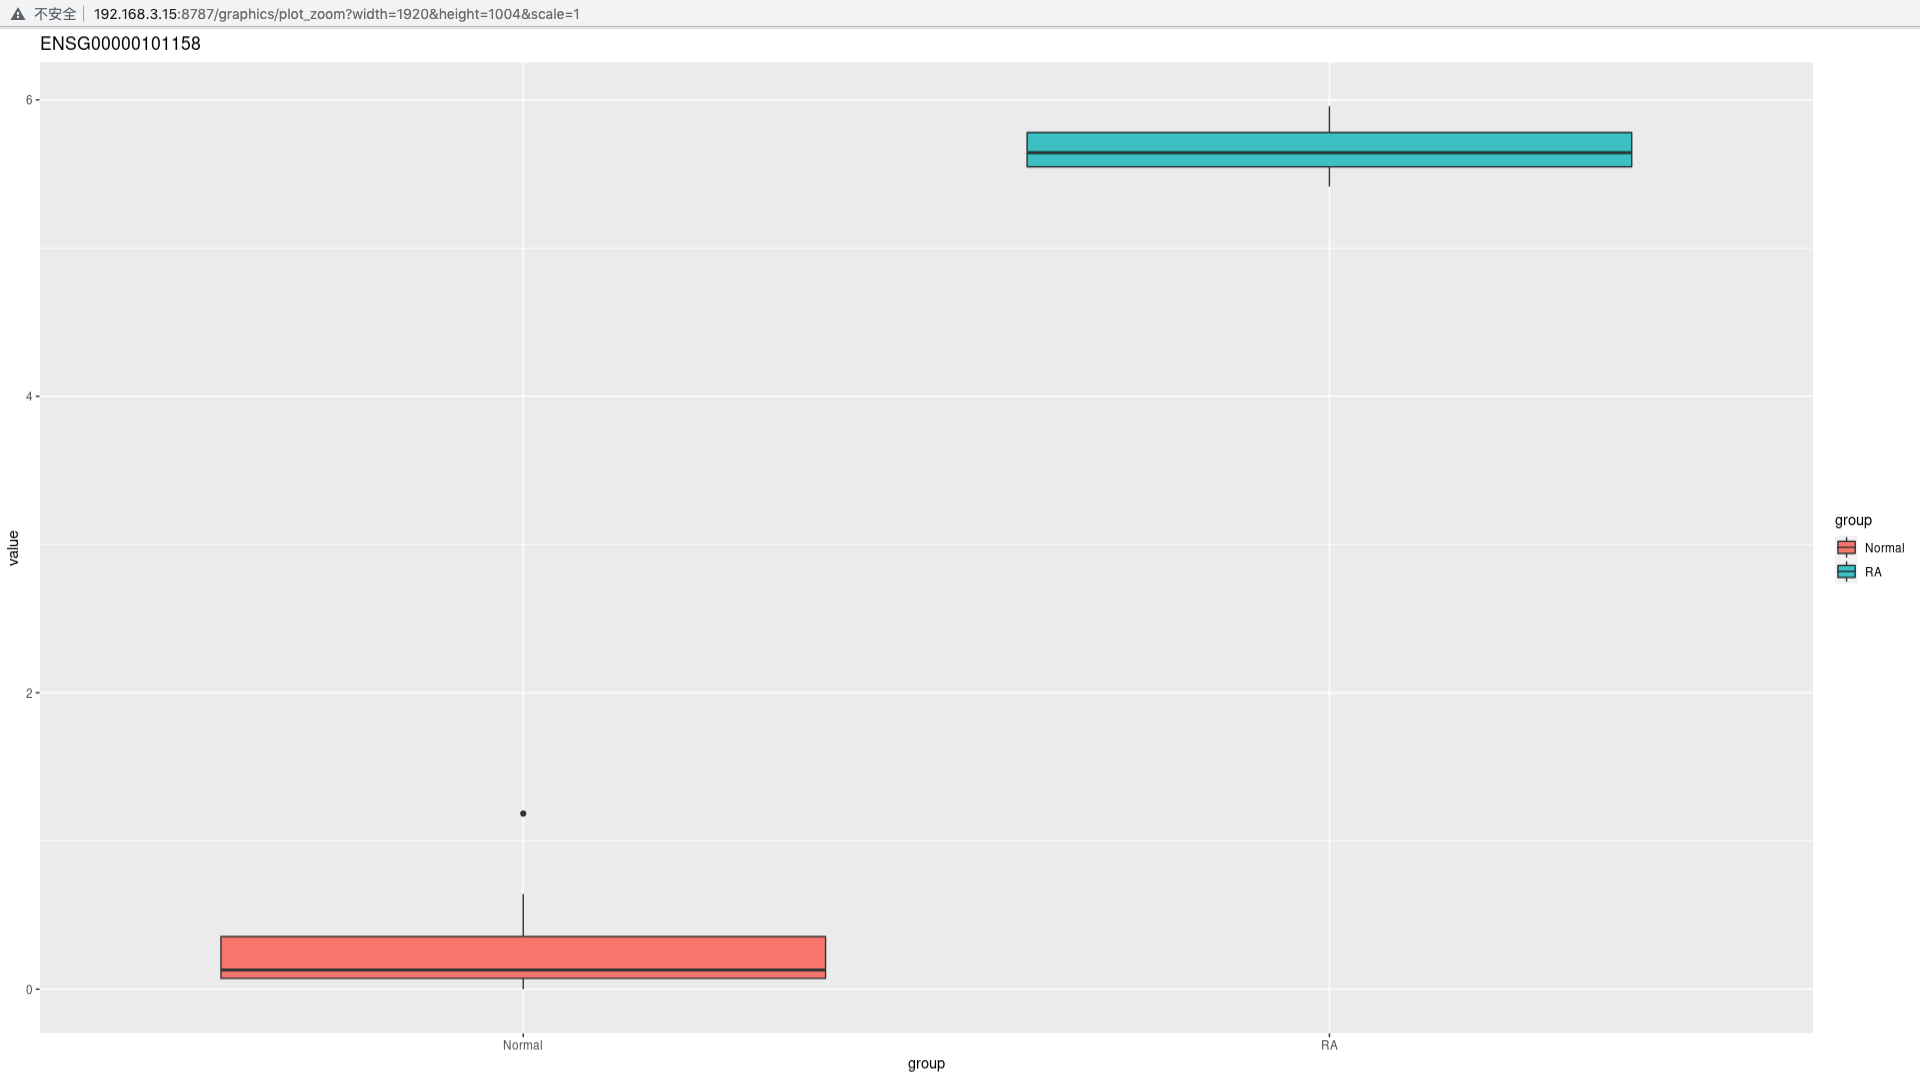 不安全 192.168.3.15:8787/graphics/plot_zoom?width=1920&height=1004&scale=1
ENSG00000101158
6
4
2
0
value
Normal
RA
group
group
Normal
RA